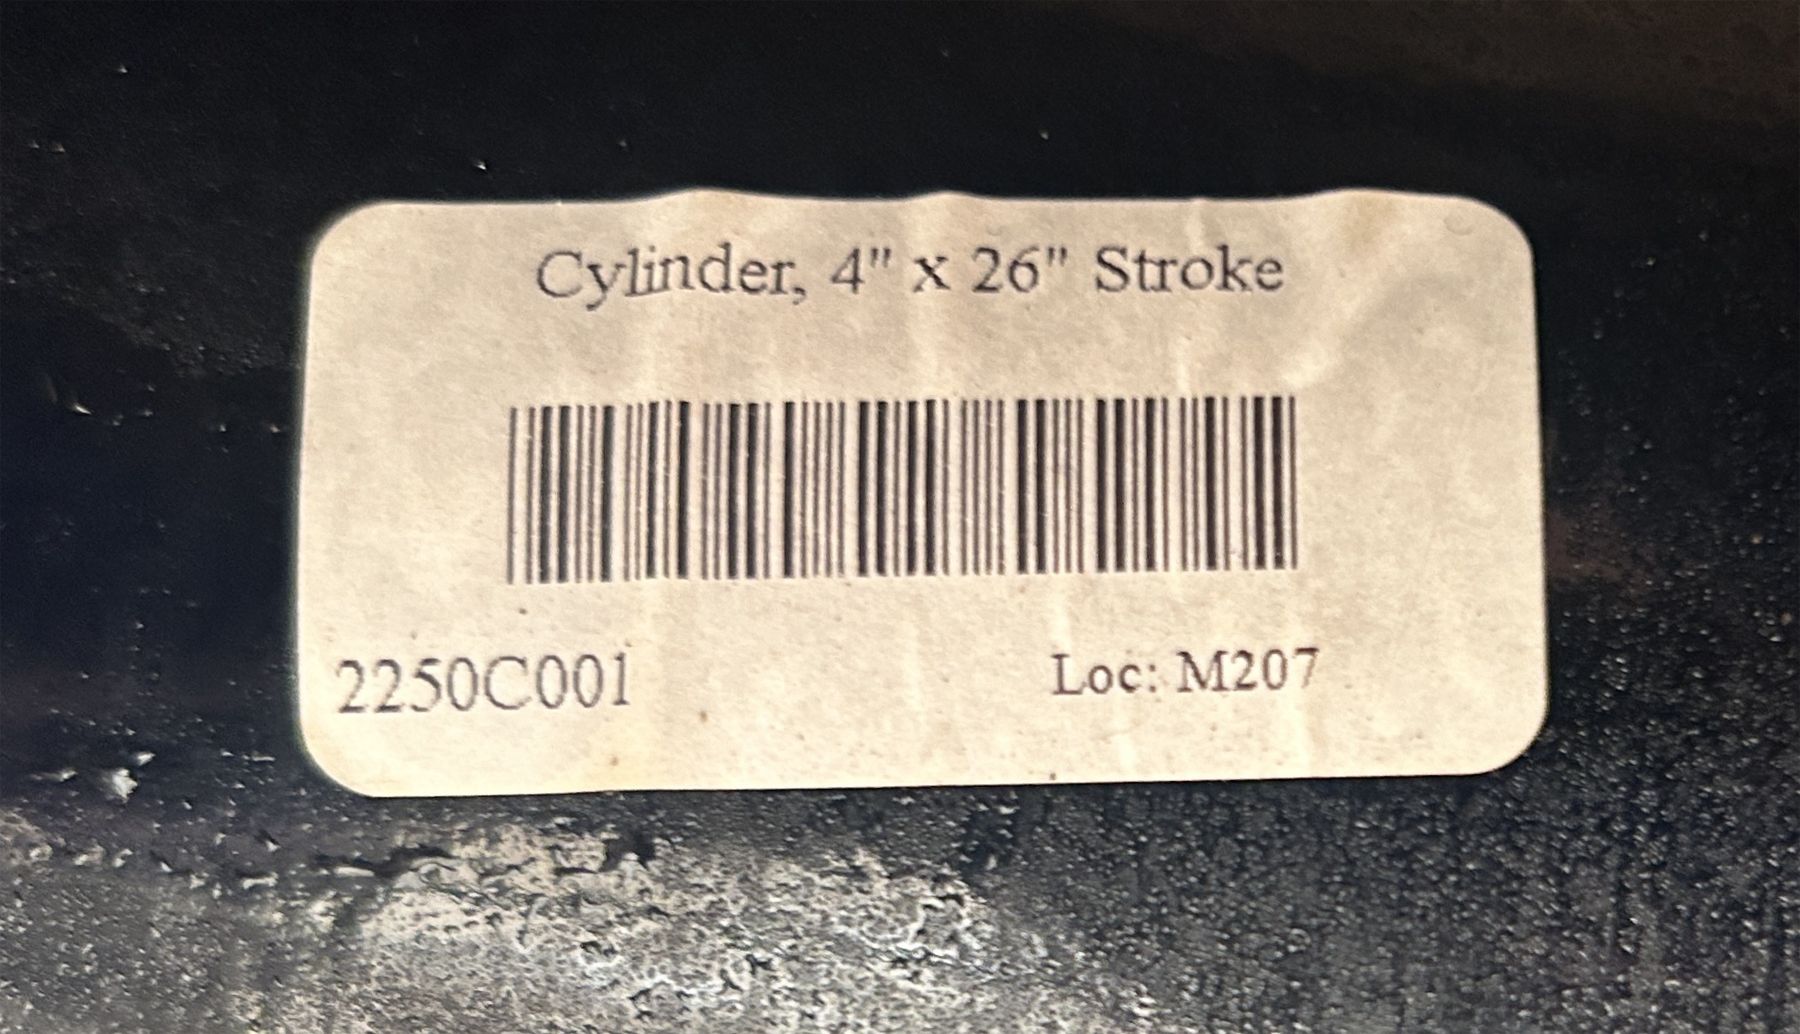 Cylinder, 4" x 26" Stroke
2250C001 Loc: M207